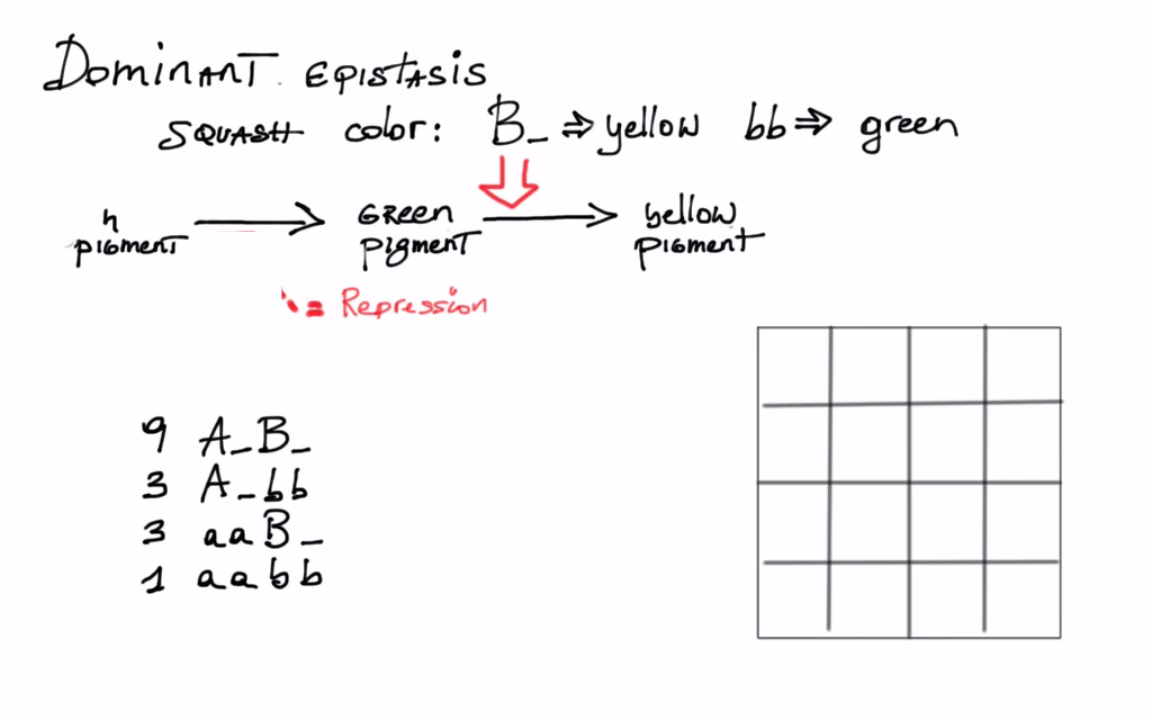 Dominant epistasis
squash color: B_ ⇒ yellow bb ⇒ green
Green pigment
yellow pigment
pigment
= Repression
9 A_B_
3 A_bb
3 aaB_
1 aabb